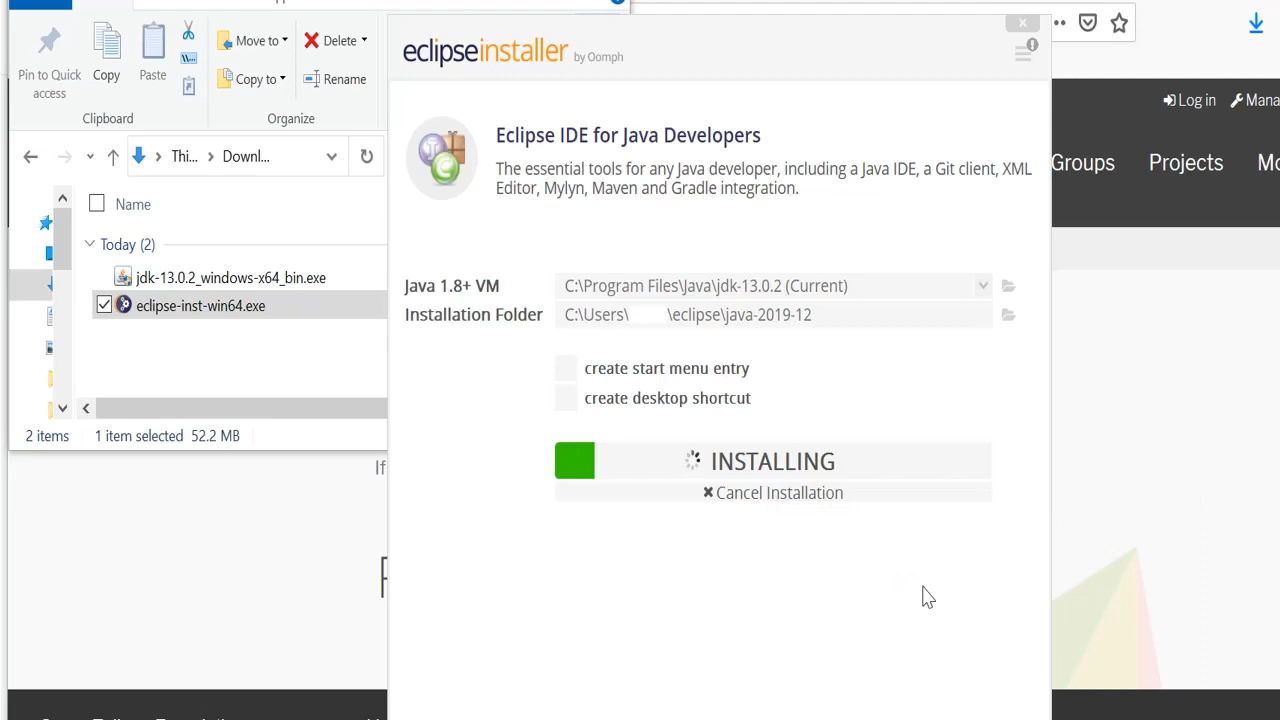 Pin to Quick access
Copy
Paste
Move to
Copy to
Delete
Rename
Clipboard
Organize
Thi...
Downl...
Name
Today (2)
jdk-13.0.2_windows-x64_bin.exe
eclipse-inst-win64.exe
2 items
1 item selected 52.2 MB
If
eclipseinstaller by Oomph
Eclipse IDE for Java Developers
The essential tools for any Java developer, including a Java IDE, a Git client, XML
Editor, Mylyn, Maven and Gradle integration.
Java 1.8+ VM
C:\Program Files\Java\jdk-13.0.2 (Current)
Installation Folder
C:\Users\ \eclipse\java-2019-12
create start menu entry
create desktop shortcut
INSTALLING
Cancel Installation
Log in
Mana
Groups
Projects
Mo